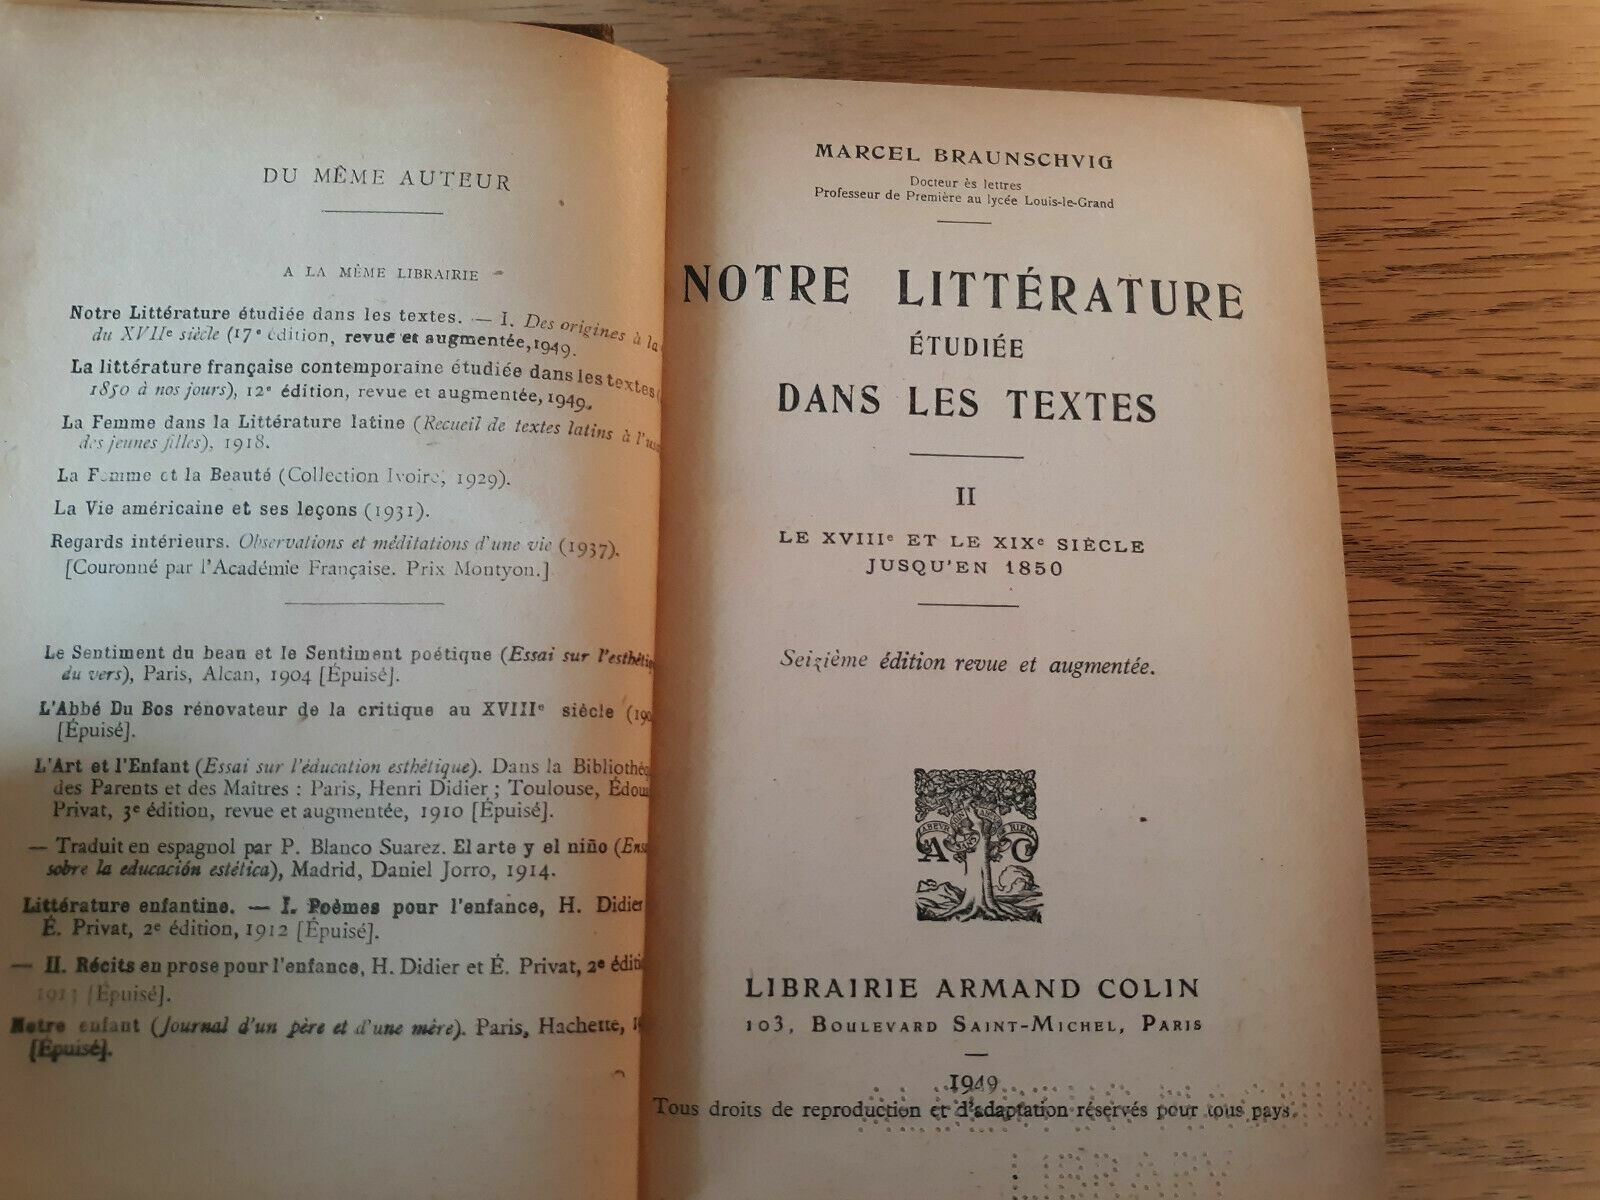 DU MÊME AUTEUR
A LA MÊME LIBRAIRIE
Notre Littérature étudiée dans les textes. — I. Des origines à la
du XVIIe siècle (17e édition, revue et augmentée, 1949.
La littérature française contemporaine étudiée dans les textes (
1850 à nos jours), 12e édition, revue et augmentée, 1949.
La Femme dans la Littérature latine (Recueil de textes latins à l'us
des jeunes filles), 1918.
La Femme et la Beauté (Collection Ivoire, 1929).
La Vie américaine et ses leçons (1931).
Regards intérieurs. Observations et méditations d'une vie (1937).
[Couronné par l'Académie Française. Prix Montyon.]
Le Sentiment du beau et le Sentiment poétique (Essai sur l'esthéti
du vers), Paris, Alcan, 1904 [Épuisé].
L'Abbé Du Bos rénovateur de la critique au XVIIIe siècle (190
[Épuisé].
L'Art et l'Enfant (Essai sur l'éducation esthétique). Dans la Bibliothè
des Parents et des Maîtres : Paris, Henri Didier ; Toulouse, Édou
Privat, 3e édition, revue et augmentée, 1910 [Épuisé].
— Traduit en espagnol par P. Blanco Suarez. El arte y el niño (Ens
sobre la educación estética), Madrid, Daniel Jorro, 1914.
Littérature enfantine. — I. Poèmes pour l'enfance, H. Didier
É. Privat, 2e édition, 1912 [Épuisé].
— II. Récits en prose pour l'enfance, H. Didier et É. Privat, 2e éditi
1913 [Épuisé].
Notre enfant (Journal d'un père et d'une mère). Paris, Hachette, 1
[Épuisé].
MARCEL BRAUNSCHVIG
Docteur ès lettres
Professeur de Première au lycée Louis-le-Grand
NOTRE LITTÉRATURE
ÉTUDIÉE
DANS LES TEXTES
II
LE XVIIIe ET LE XIXe SIÈCLE
JUSQU'EN 1850
Seizième édition revue et augmentée.
LABEUR SANS RIEN
A C
LIBRAIRIE ARMAND COLIN
103, BOULEVARD SAINT-MICHEL, PARIS
1949
Tous droits de reproduction et d'adaptation réservés pour tous pays.
LIBRARY